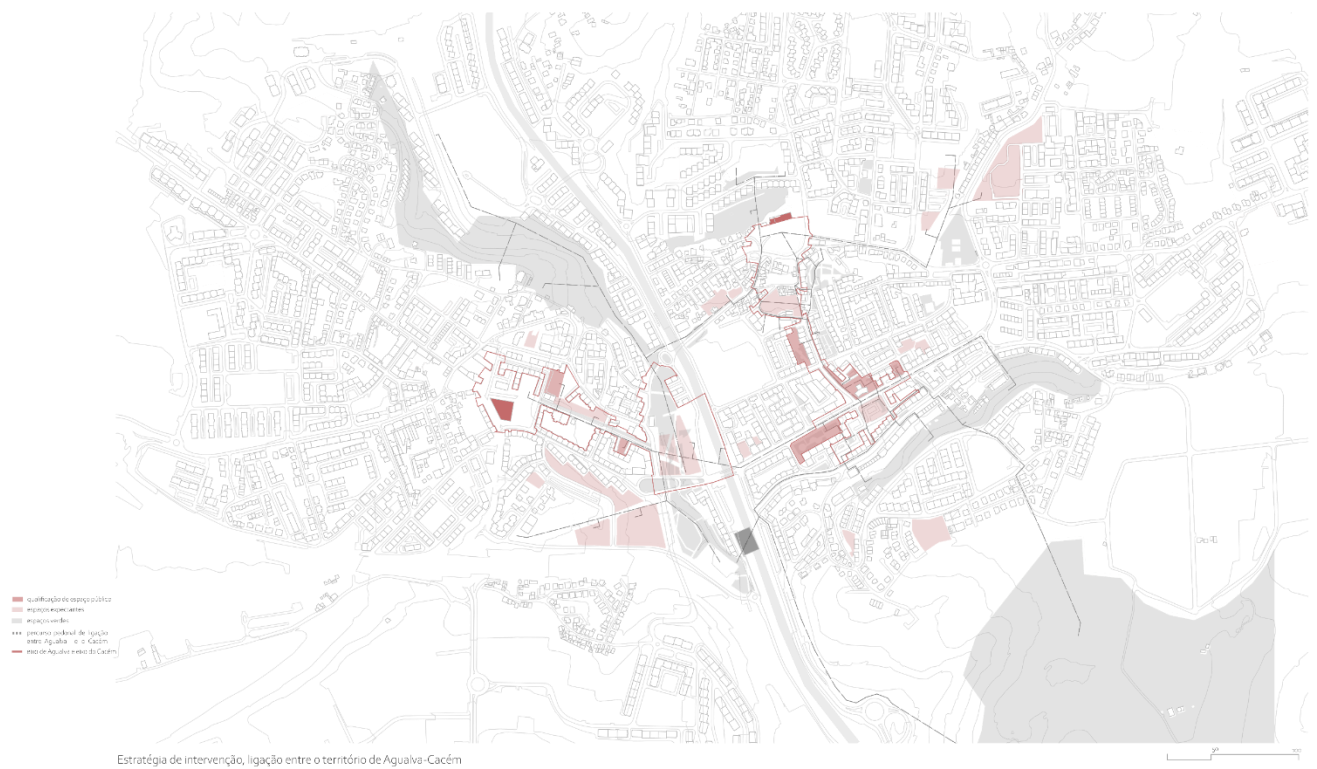 qualificação de espaço público
espaços expectantes
espaços verdes
percurso pedonal de ligação
entre Agualva e o Cacém
eixo de Agualva e eixo do Cacém
Estratégia de intervenção, ligação entre o território de Agualva-Cacém